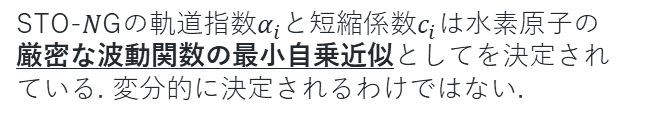 STO-NGの軌道指数αᵢと短縮係数cᵢは水素原子の
厳密な波動関数の最小自乗近似としてを決定され
ている. 変分的に決定されるわけではない.